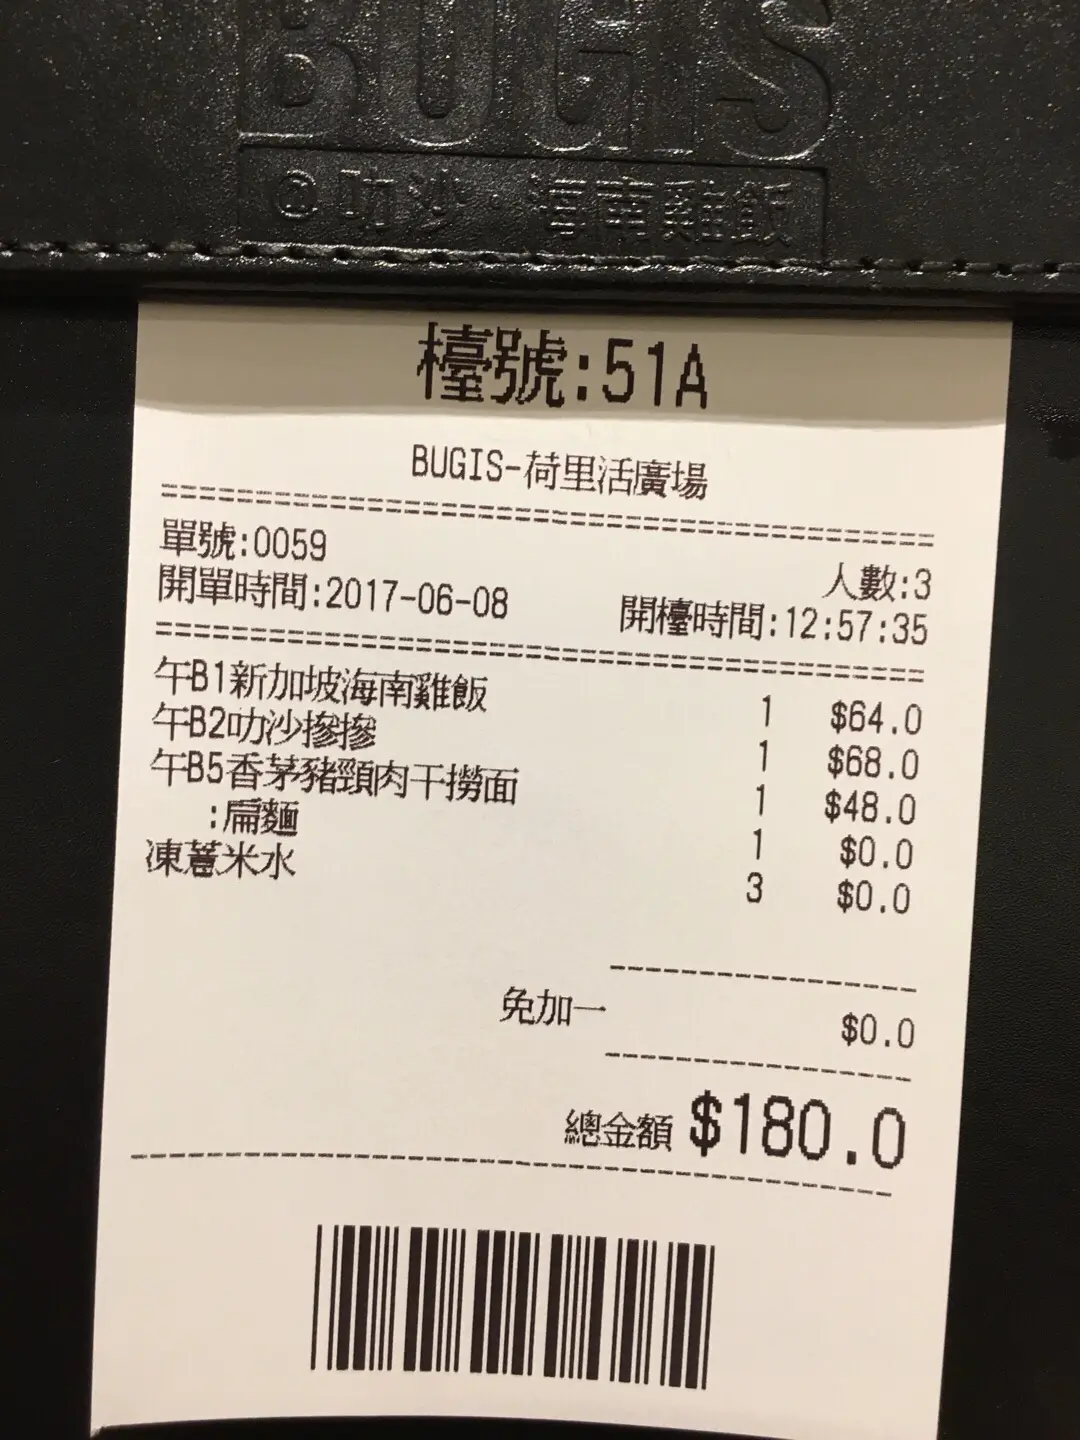 BUGIS
叻沙·海南雞飯
檯號:51A
BUGIS-荷里活廣場
單號:0059 人數:3
開單時間:2017-06-08 開檯時間:12:57:35
午B1新加坡海南雞飯 1 $64.0
午B2叻沙摻摻 1 $68.0
午B5香茅豬頸肉干撈面 1 $48.0
:扁麵 1 $0.0
凍薏米水 3 $0.0
免加一 $0.0
總金額 $180.0